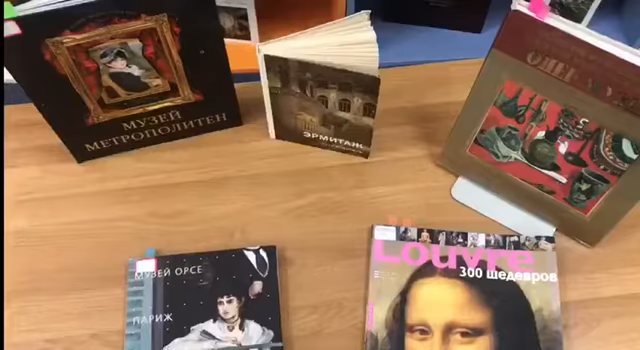 МУЗЕЙ
МЕТРОПОЛИТЕН
ЭРМИТАЖ
МУЗЕЙ ОРСЕ
ПАРИЖ
Louvre
300 шедевров